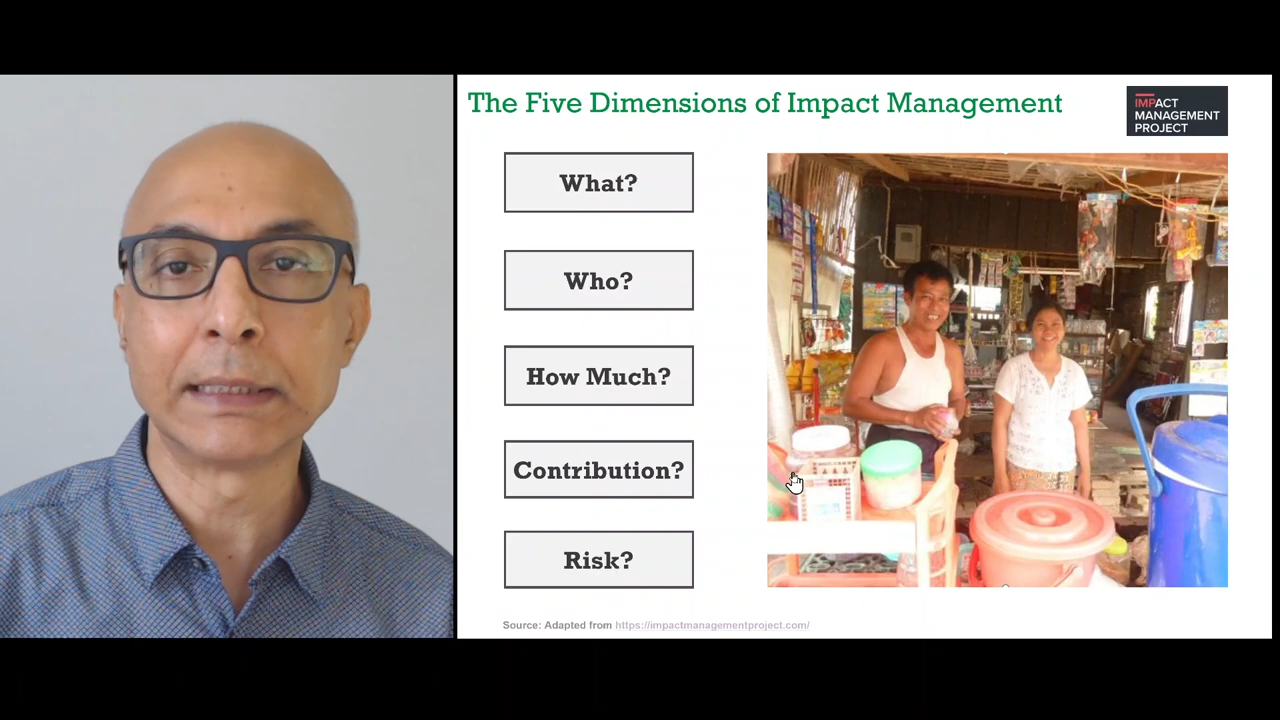 The Five Dimensions of Impact Management
IMPACT
MANAGEMENT
PROJECT
What?
Who?
How Much?
Contribution?
Risk?
Source: Adapted from https://impactmanagementproject.com/